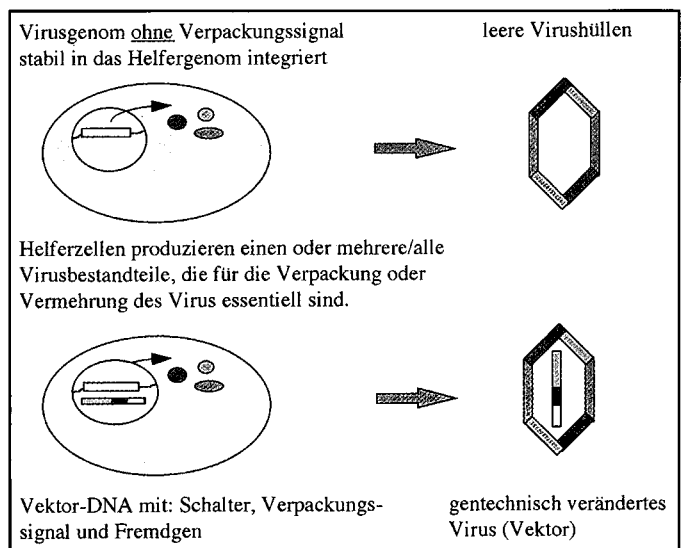 Virusgenom ohne Verpackungssignal
stabil in das Helfergenom integriert
leere Virushüllen
Helferzellen produzieren einen oder mehrere/alle
Virusbestandteile, die für die Verpackung oder
Vermehrung des Virus essentiell sind.
Vektor-DNA mit: Schalter, Verpackungs-
signal und Fremdgen
gentechnisch verändertes
Virus (Vektor)